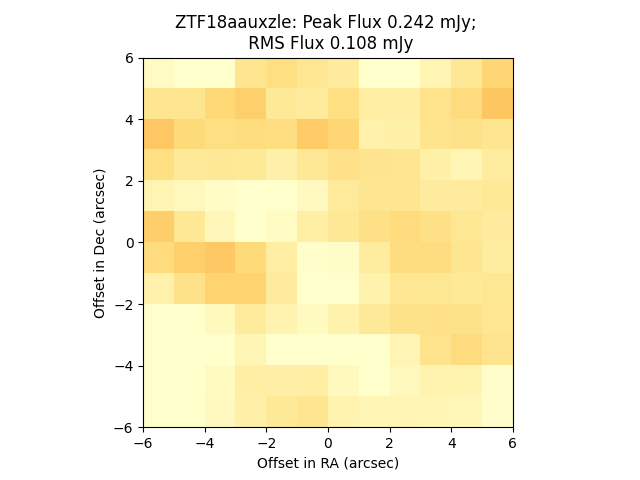 ZTF18aauxzle: Peak Flux 0.242 mJy;
RMS Flux 0.108 mJy
6
4
2
0
−2
−4
−6
Offset in Dec (arcsec)
−6 −4 −2 0 2 4 6
Offset in RA (arcsec)